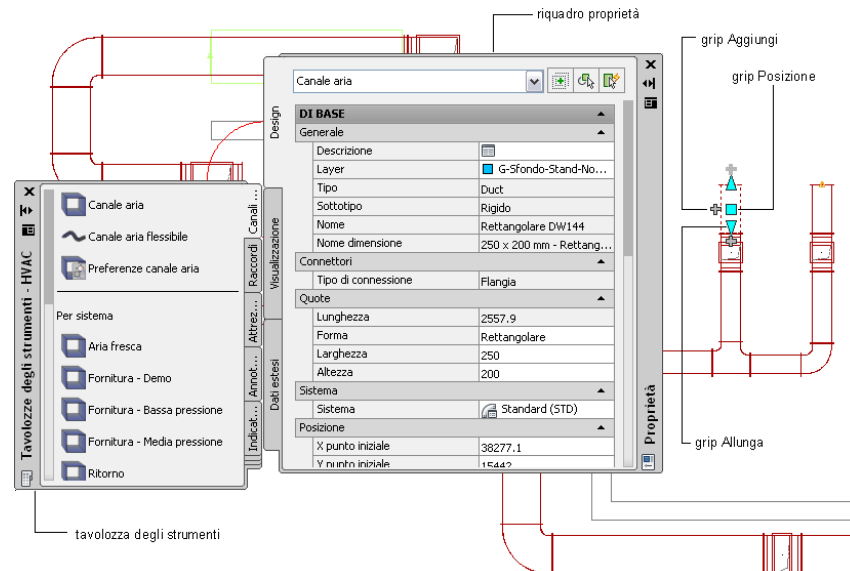 riquadro proprietà
grip Aggiungi
grip Posizione
grip Allunga
tavolozza degli strumenti
Tavolozze degli strumenti - HVAC
Canale aria
Canale aria flessibile
Preferenze canale aria
Per sistema
Aria fresca
Fornitura - Demo
Fornitura - Bassa pressione
Fornitura - Media pressione
Ritorno
Canali ...
Raccordi
Attrez...
Annot...
Indicat...
Proprietà
Canale aria
Design
Visualizzazione
Dati estesi
DI BASE
Generale
Descrizione
Layer G-Sfondo-Stand-No...
Tipo Duct
Sottotipo Rigido
Nome Rettangolare DW144
Nome dimensione 250 x 200 mm - Rettang...
Connettori
Tipo di connessione Flangia
Quote
Lunghezza 2557.9
Forma Rettangolare
Larghezza 250
Altezza 200
Sistema
Sistema Standard (STD)
Posizione
X punto iniziale 38277.1
Y punto iniziale 15442